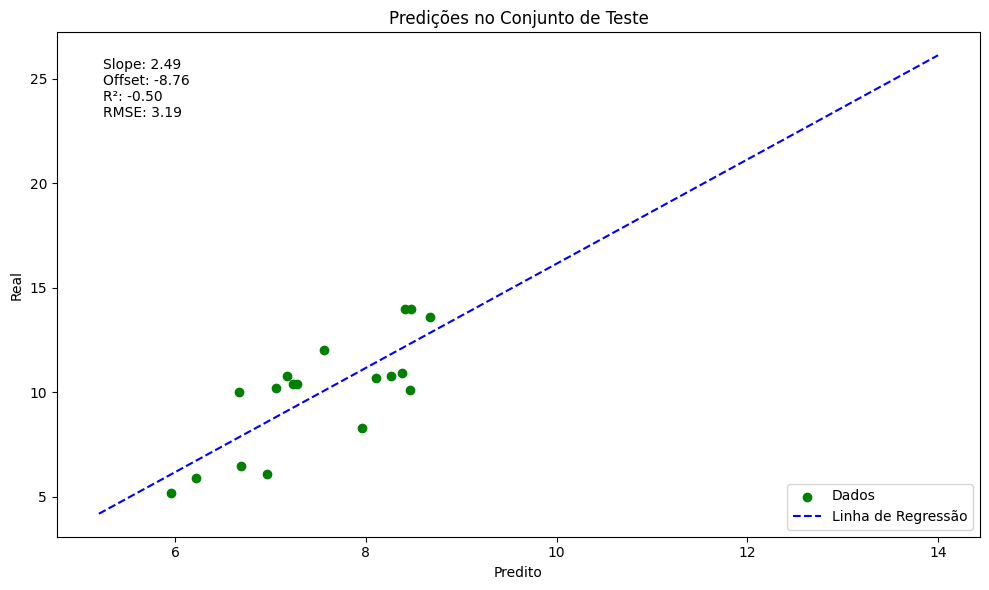 Predições no Conjunto de Teste
Slope: 2.49
Offset: -8.76
R²: -0.50
RMSE: 3.19
25
20
15
10
5
Real
6
8
10
12
14
Predito
Dados
Linha de Regressão